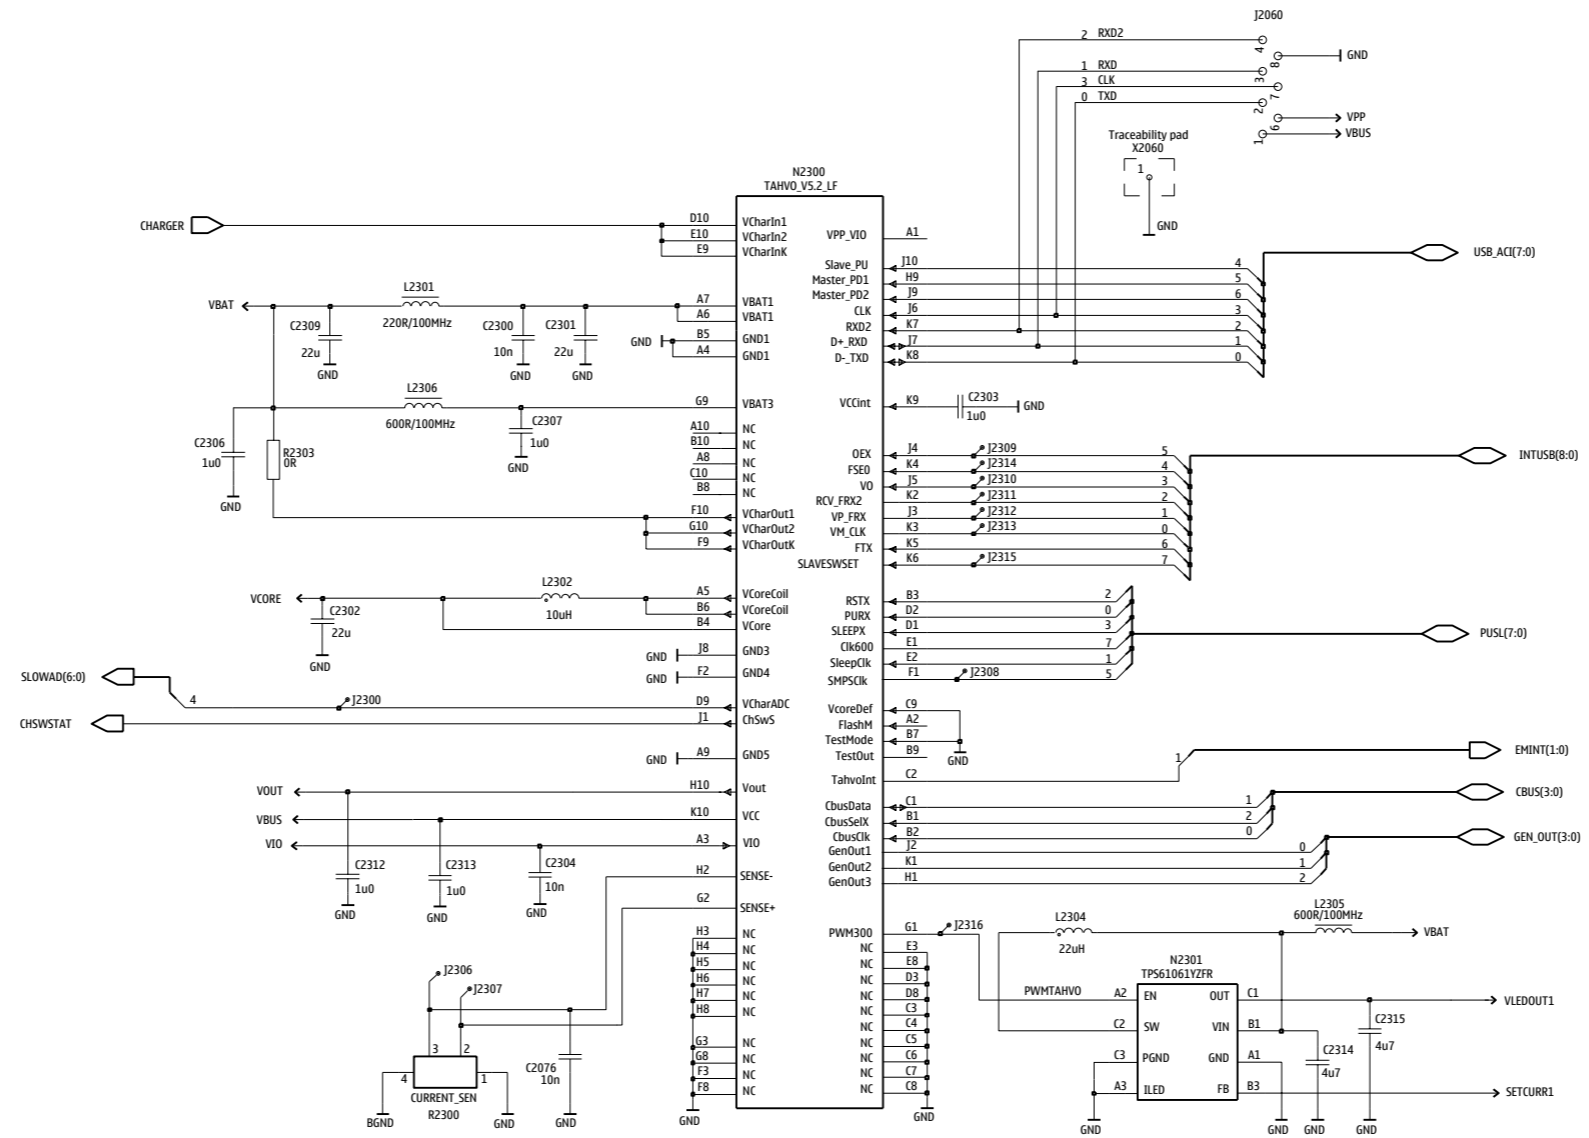 J2060
2 RXD2
4
8
GND
1 RXD
3
3 CLK
7
0 TXD
2
6
VPP
1
VBUS
Traceability pad
X2060
1
GND
N2300
TAHVO_V5.2_LF
CHARGER
D10 VCharIn1
E10 VCharIn2
E9 VCharInK
VPP_VIO A1
USB_ACI(7:0)
Slave_PU J10 4
Master_PD1 H9 5
Master_PD2 J9 6
CLK J6 3
RXD2 K7 2
D+_RXD J7 1
D-_TXD K8 0
L2301
VBAT
220R/100MHz
A7 VBAT1
A6 VBAT1
C2309
22u
GND
C2300
10n
GND
C2301
22u
GND
GND
B5 GND1
A4 GND1
L2306
600R/100MHz
G9 VBAT3
C2306
1u0
GND
R2303
0R
C2307
1u0
GND
A10 NC
B10 NC
A8 NC
C10 NC
B8 NC
F10 VCharOut1
G10 VCharOut2
F9 VCharOutK
VCCint K9
C2303
1u0
GND
INTUSB(8:0)
OEX J4 J2309 5
FSE0 K4 J2314 4
VO J5 J2310 3
RCV_FRX2 K2 J2311 2
VP_FRX J3 J2312 1
VM_CLK K3 J2313 0
FTX K5 6
SLAVESWSET K6 J2315 7
VCORE
L2302
10uH
C2302
22u
GND
A5 VCoreCoil
B6 VCoreCoil
B4 VCore
GND J8 GND3
GND F2 GND4
RSTX B3 2
PURX D2 0
SLEEPX D1 3
Clk600 E1 7
SleepClk E2 1
SMPSClk F1 J2308 5
PUSL(7:0)
SLOWAD(6:0)
4
J2300
D9 VCharADC
CHSWSTAT
J1 ChSwS
VcoreDef C9
FlashM A2
TestMode B7
TestOut B9
GND
GND A9 GND5
TahvoInt C2
1
EMINT(1:0)
VOUT H10 Vout
VBUS K10 VCC
VIO A3 VIO
C2312
1u0
GND
C2313
1u0
GND
C2304
10n
GND
CbusData C1 1
CbusSelX B1 2
CbusClk B2 0
CBUS(3:0)
GenOut1 J2 0
GenOut2 K1 1
GenOut3 H1 2
GEN_OUT(3:0)
H2 SENSE-
G2 SENSE+
H3 NC
H4 NC
H5 NC
H6 NC
H7 NC
H8 NC
G3 NC
G8 NC
F3 NC
F8 NC
GND
PWM300 G1 J2316
NC E3
NC E8
NC D3
NC D8
NC C3
NC C4
NC C5
NC C6
NC C7
NC C8
GND
J2306
J2307
3 2
4 1
CURRENT_SEN
R2300
BGND
GND
C2076
10n
GND
L2304
22uH
L2305
600R/100MHz
VBAT
N2301
TPS61061YZFR
PWMTAHVO
A2 EN
C2 SW
C3 PGND
A3 ILED
OUT C1
VIN B1
GND A1
FB B3
VLEDOUT1
C2315
4u7
C2314
4u7
SETCURR1
GND
GND
GND
GND